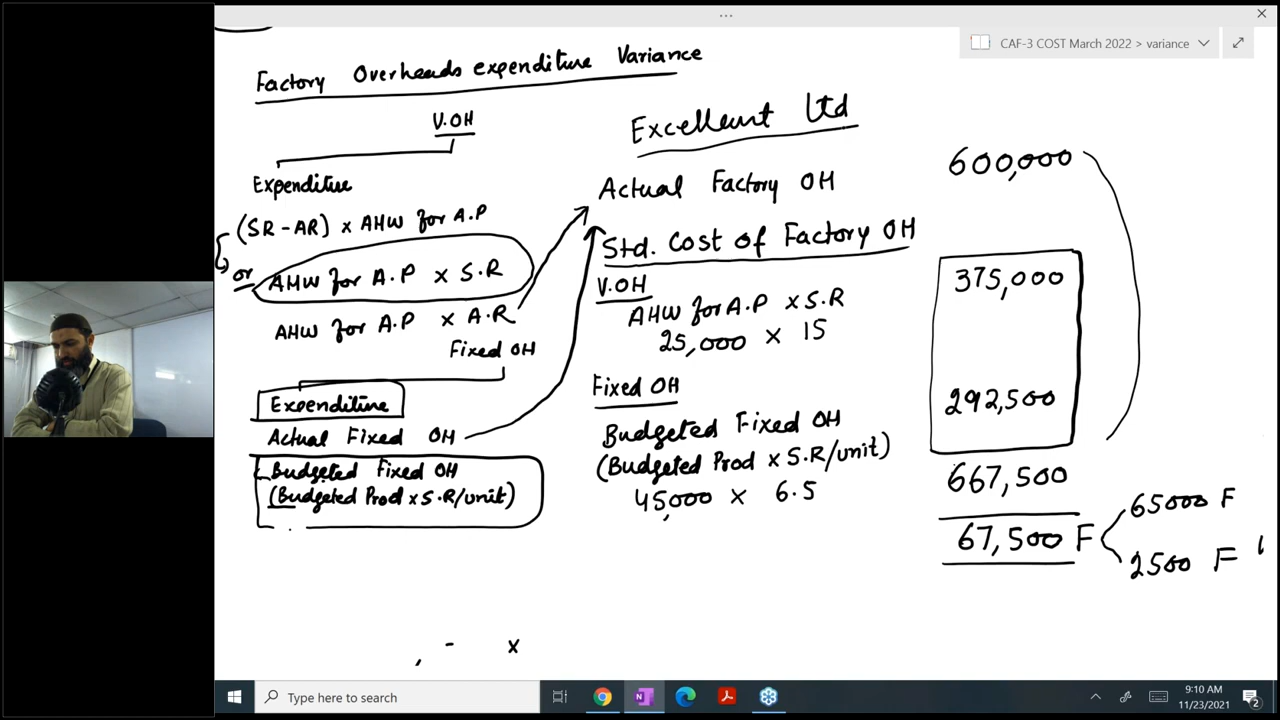 CAF-3 COST March 2022 > variance
Factory Overheads expenditure Variance
V.OH
Expenditure
(SR-AR) x AHW for A.P
or AHW for A.P x S.R
AHW for A.P x A.R
Fixed OH
Expenditure
Actual Fixed OH
Budgeted Fixed OH
(Budgeted Prod x S.R/unit)
, - x
Excellent Ltd
Actual Factory OH 600,000
Std. Cost of Factory OH
V.OH 375,000
AHW for A.P x S.R
25,000 x 15
Fixed OH 292,500
Budgeted Fixed OH
(Budgeted Prod x S.R/unit)
45,000 x 6.5
667,500
67,500 F
65000 F
2500 F
Type here to search
9:10 AM
11/23/2021
2